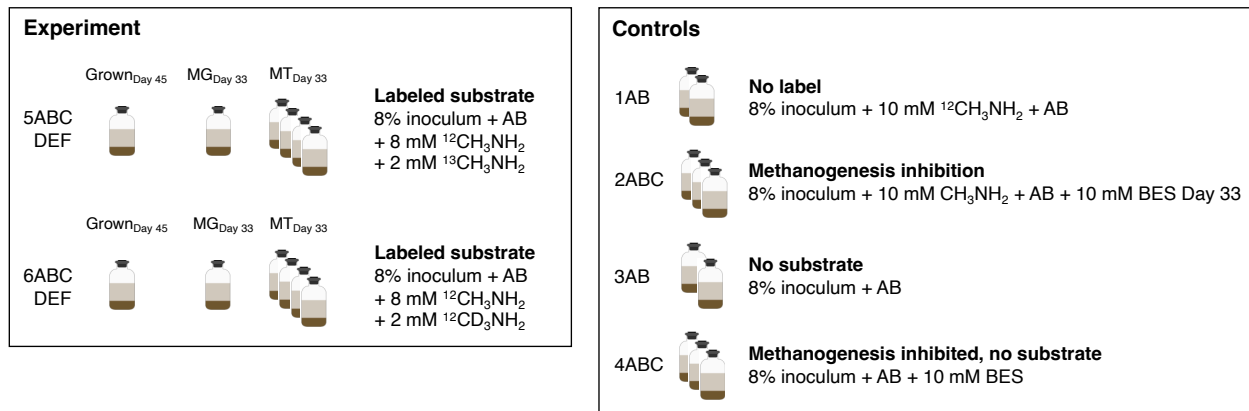 Experiment
Grown Day 45 MG Day 33 MT Day 33
5ABC
DEF
Labeled substrate
8% inoculum + AB
+ 8 mM ¹²CH₃NH₂
+ 2 mM ¹³CH₃NH₂
Grown Day 45 MG Day 33 MT Day 33
6ABC
DEF
Labeled substrate
8% inoculum + AB
+ 8 mM ¹²CH₃NH₂
+ 2 mM ¹²CD₃NH₂
Controls
1AB
No label
8% inoculum + 10 mM ¹²CH₃NH₂ + AB
2ABC
Methanogenesis inhibition
8% inoculum + 10 mM CH₃NH₂ + AB + 10 mM BES Day 33
3AB
No substrate
8% inoculum + AB
4ABC
Methanogenesis inhibited, no substrate
8% inoculum + AB + 10 mM BES